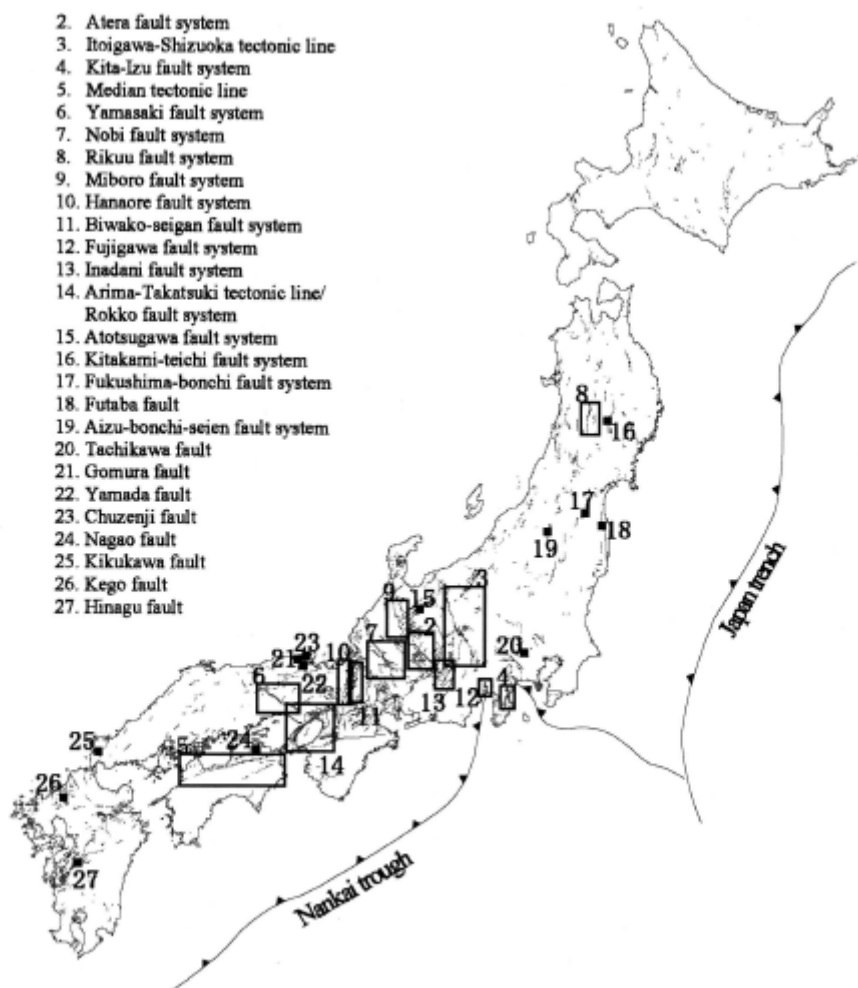 2. Atera fault system
3. Itoigawa-Shizuoka tectonic line
4. Kita-Izu fault system
5. Median tectonic line
6. Yamasaki fault system
7. Nobi fault system
8. Rikuu fault system
9. Miboro fault system
10. Hanaore fault system
11. Biwako-seigan fault system
12. Fujigawa fault system
13. Inadani fault system
14. Arima-Takatsuki tectonic line/
Rokko fault system
15. Atotsugawa fault system
16. Kitakami-teichi fault system
17. Fukushima-bonchi fault system
18. Futaba fault
19. Aizu-bonchi-seien fault system
20. Tachikawa fault
21. Gomura fault
22. Yamada fault
23. Chuzenji fault
24. Nagao fault
25. Kikukawa fault
26. Kego fault
27. Hinagu fault
8
16
17
18
19
3
9
15
2
7
20
23
21
10
6
22
4
13
12
11
25
5
24
14
26
27
Japan trench
Nankai trough